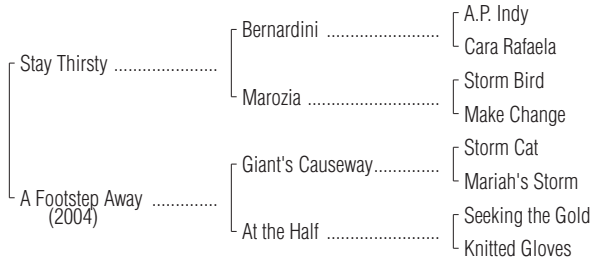 A.P. Indy
Bernardini ........................
Cara Rafaela
Stay Thirsty ......................
Storm Bird
Marozia ............................
Make Change
Storm Cat
Giant's Causeway..............
Mariah's Storm
A Footstep Away ..............
(2004)
Seeking the Gold
At the Half ........................
Knitted Gloves